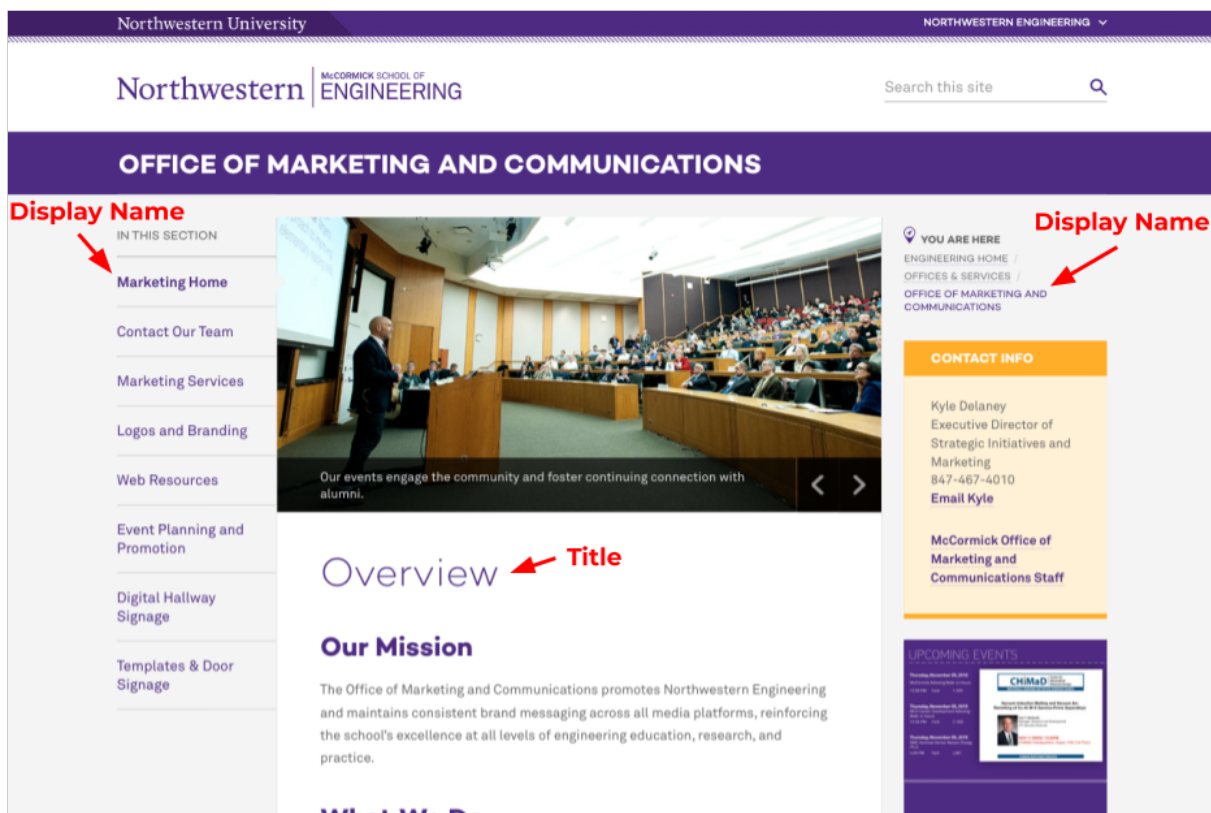 Northwestern University
NORTHWESTERN ENGINEERING
Northwestern
McCORMICK SCHOOL OF
ENGINEERING
Search this site
OFFICE OF MARKETING AND COMMUNICATIONS
Display Name
IN THIS SECTION
Marketing Home
Contact Our Team
Marketing Services
Logos and Branding
Web Resources
Event Planning and
Promotion
Digital Hallway
Signage
Templates & Door
Signage
Our events engage the community and foster continuing connection with
alumni.
Overview
Title
Our Mission
The Office of Marketing and Communications promotes Northwestern Engineering
and maintains consistent brand messaging across all media platforms, reinforcing
the school's excellence at all levels of engineering education, research, and
practice.
What We Do
Display Name
YOU ARE HERE
ENGINEERING HOME /
OFFICES & SERVICES /
OFFICE OF MARKETING AND
COMMUNICATIONS
CONTACT INFO
Kyle Delaney
Executive Director of
Strategic Initiatives and
Marketing
847-467-4010
Email Kyle
McCormick Office of
Marketing and
Communications Staff
UPCOMING EVENTS
CHiMaD